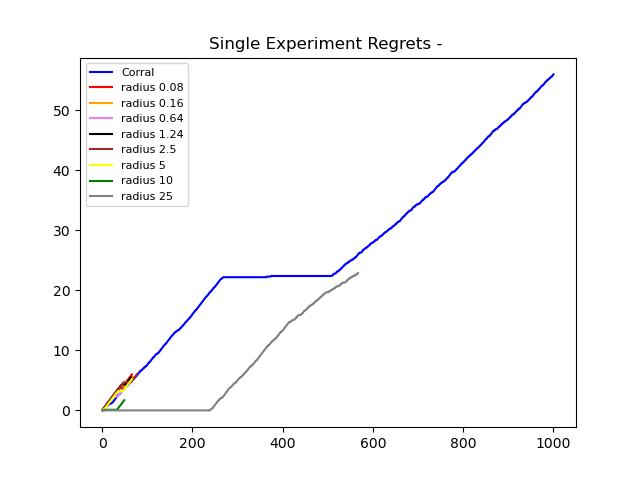 Single Experiment Regrets -
Corral
radius 0.08
radius 0.16
radius 0.64
radius 1.24
radius 2.5
radius 5
radius 10
radius 25
50
40
30
20
10
0
0 200 400 600 800 1000